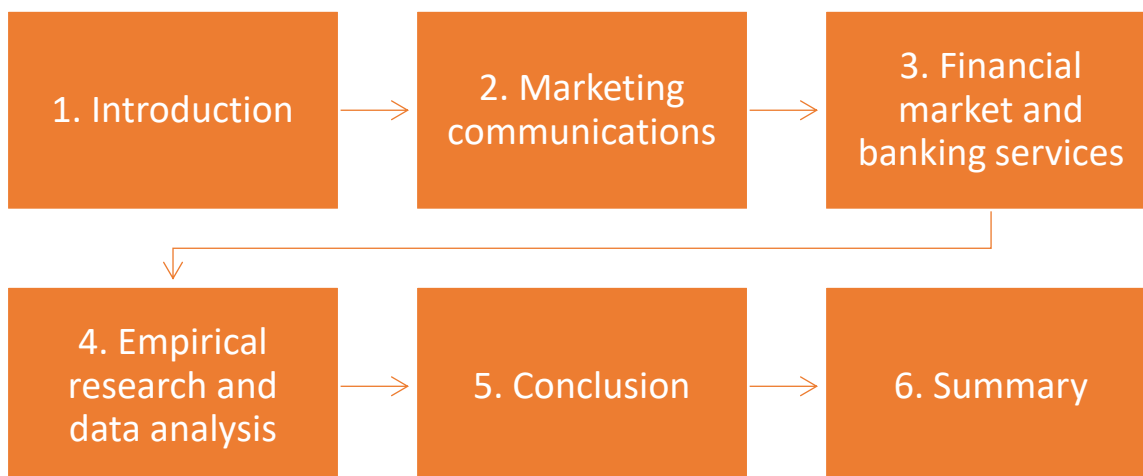 1. Introduction
2. Marketing
communications
3. Financial
market and
banking services
4. Empirical
research and
data analysis
5. Conclusion
6. Summary